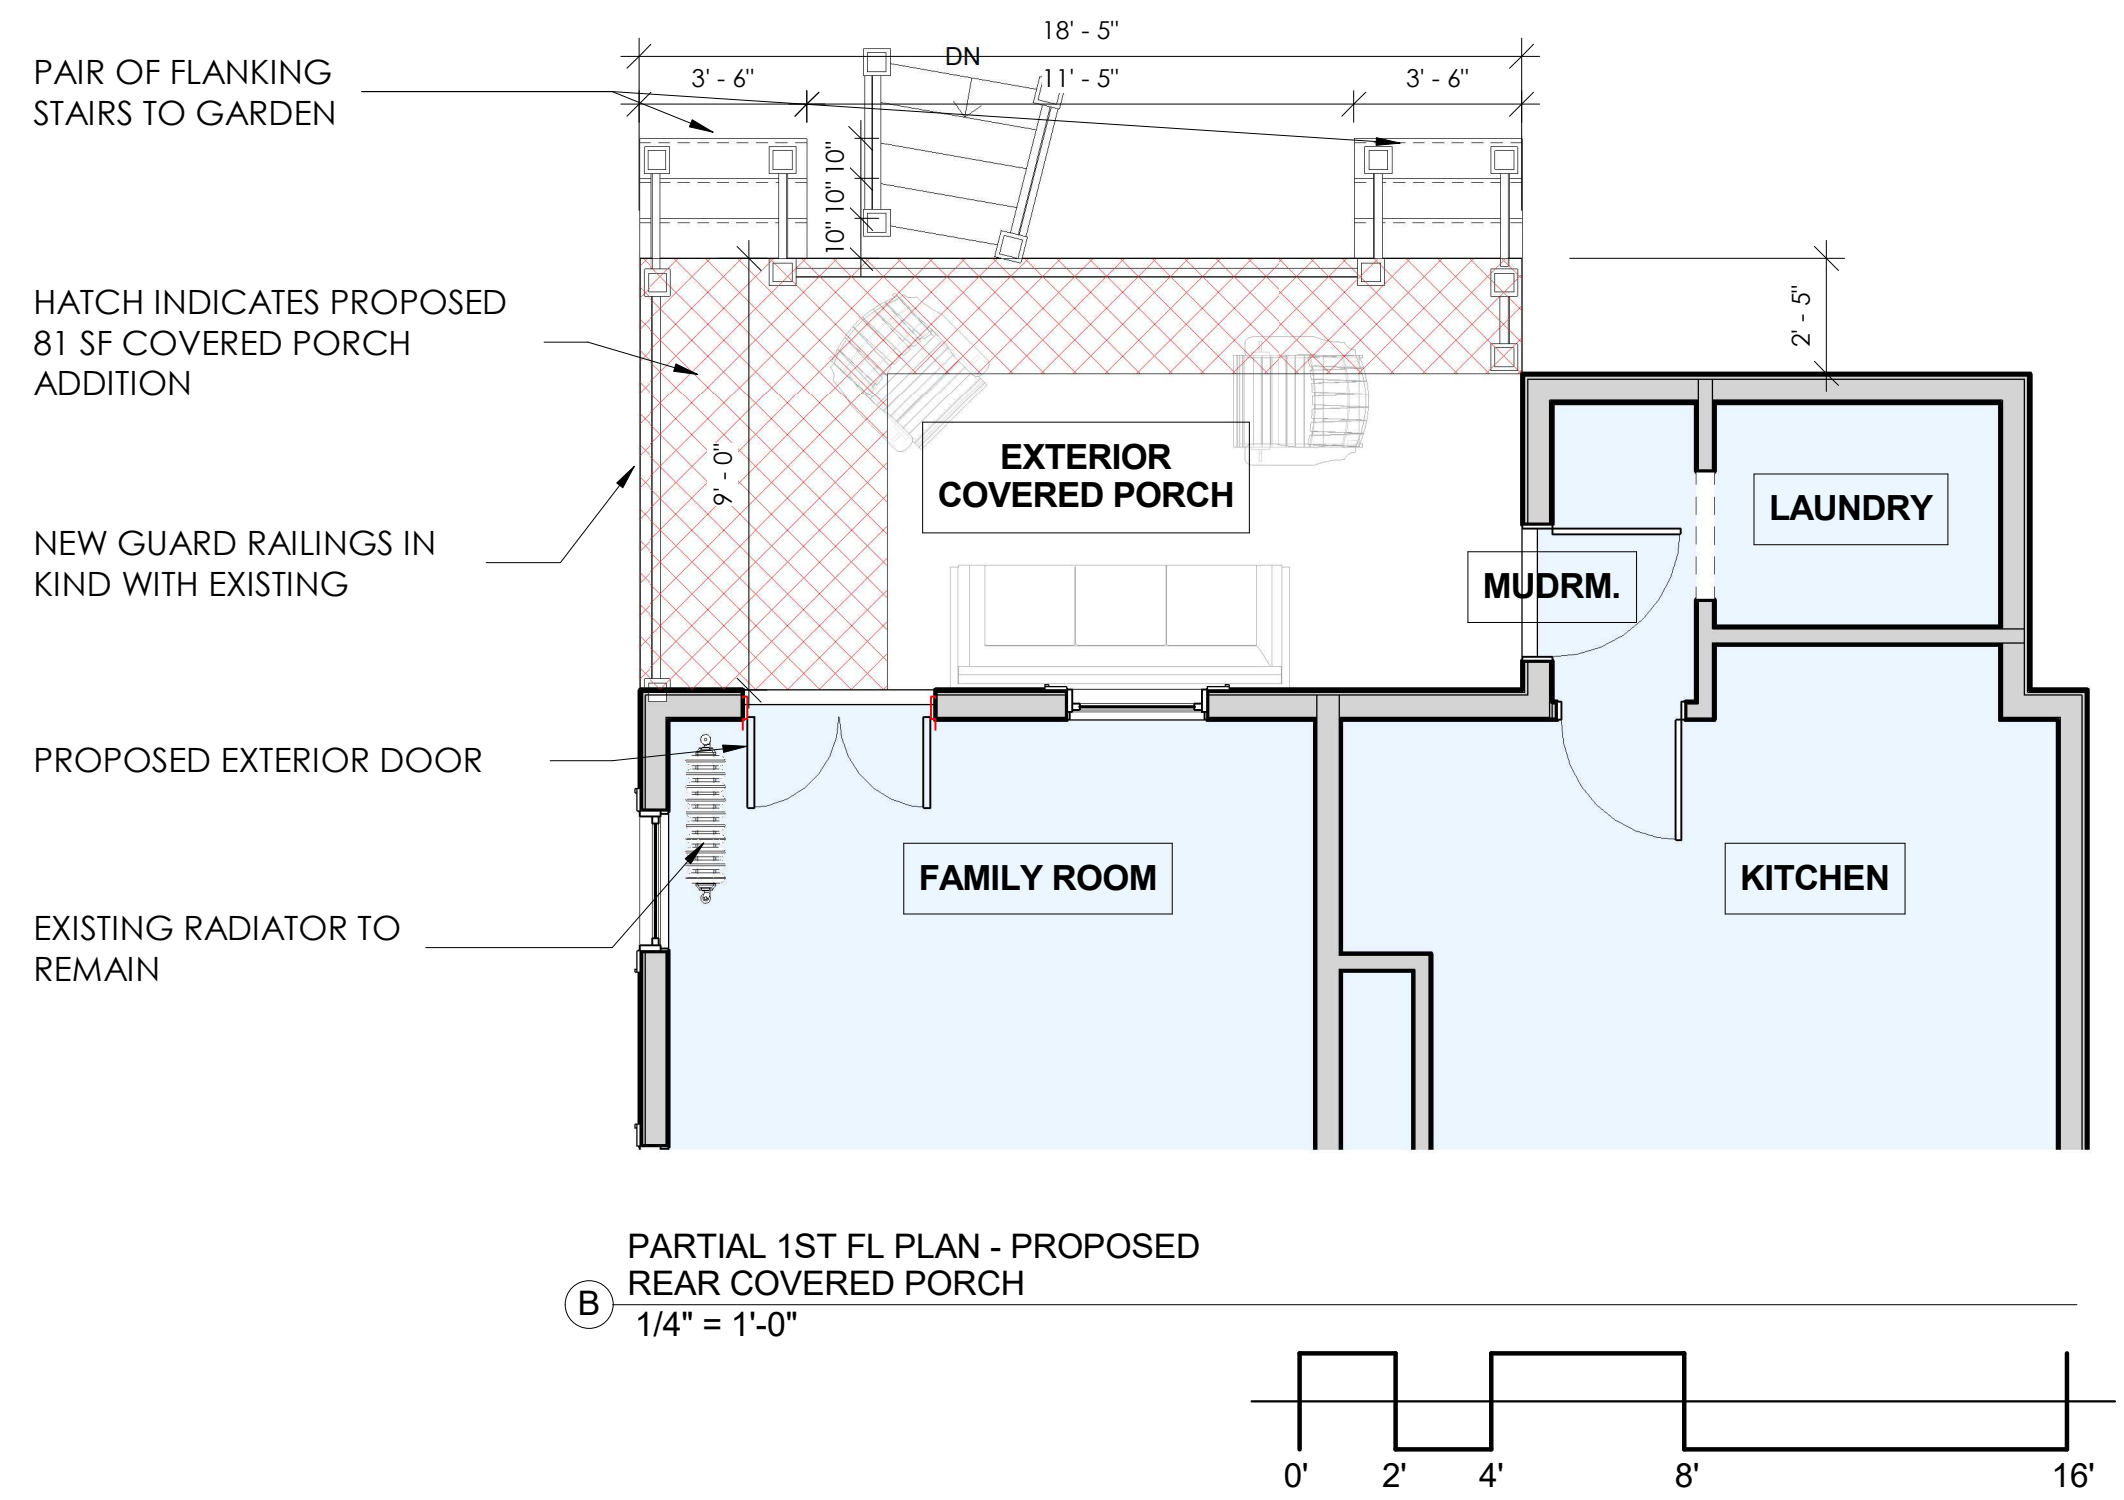 18' - 5"
DN
3' - 6"
11' - 5"
3' - 6"
PAIR OF FLANKING
STAIRS TO GARDEN
10" 10" 10"
HATCH INDICATES PROPOSED
81 SF COVERED PORCH
ADDITION
2' - 5"
9' - 0"
EXTERIOR
COVERED PORCH
LAUNDRY
NEW GUARD RAILINGS IN
KIND WITH EXISTING
MUDRM.
PROPOSED EXTERIOR DOOR
FAMILY ROOM
KITCHEN
EXISTING RADIATOR TO
REMAIN
PARTIAL 1ST FL PLAN - PROPOSED
REAR COVERED PORCH
B
1/4" = 1'-0"
0' 2' 4' 8' 16'